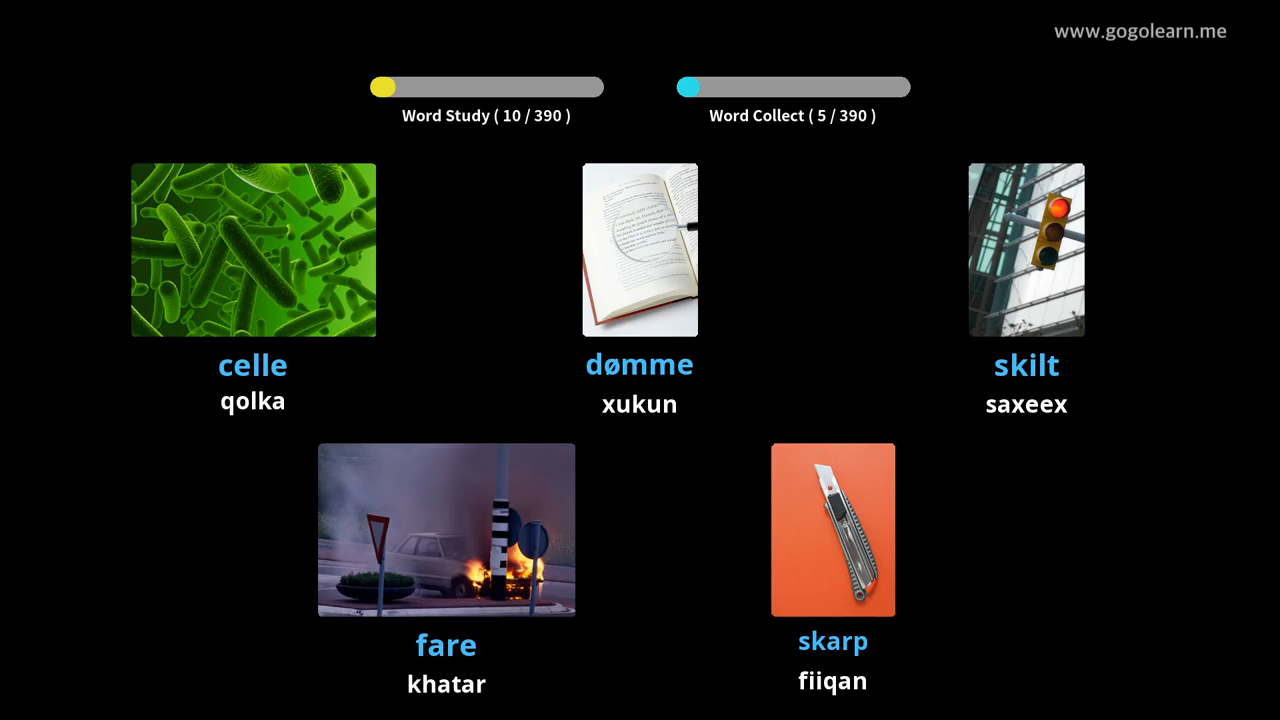 www.gogolearn.me
Word Study ( 10 / 390 )
Word Collect ( 5 / 390 )
celle
qolka
dømme
xukun
skilt
saxeex
fare
khatar
skarp
fiiqan